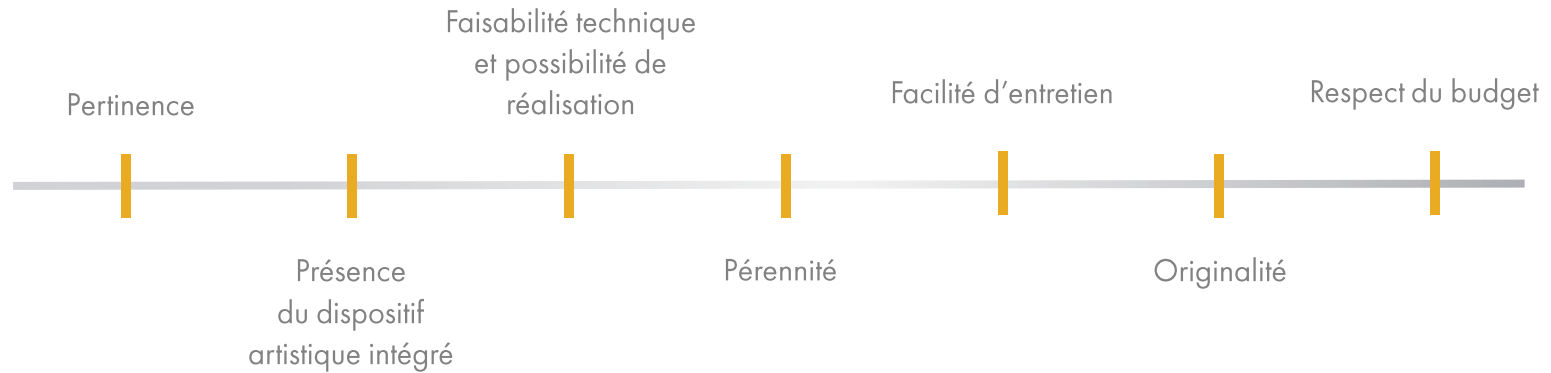 Pertinence
Présence
du dispositif
artistique intégré
Faisabilité technique
et possibilité de
réalisation
Pérennité
Facilité d’entretien
Originalité
Respect du budget